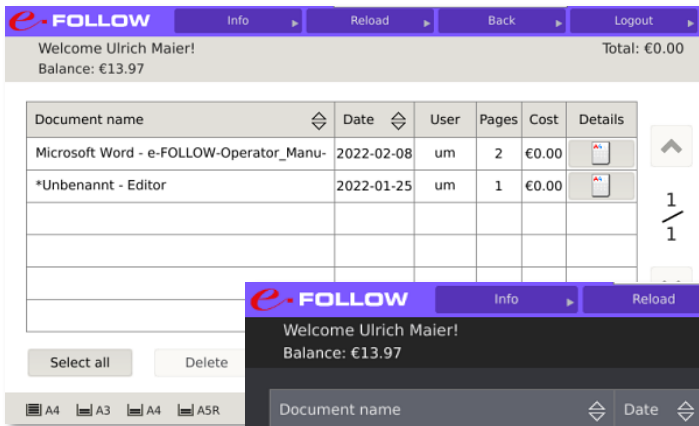 e-FOLLOW Info Reload Back Logout
Welcome Ulrich Maier! Total: €0.00
Balance: €13.97
Document name Date User Pages Cost Details
Microsoft Word - e-FOLLOW-Operator_Manu- 2022-02-08 um 2 €0.00
*Unbenannt - Editor 2022-01-25 um 1 €0.00
1
1
Select all Delete
A4 A3 A4 A5R
e-FOLLOW Info Reload
Welcome Ulrich Maier!
Balance: €13.97
Document name Date